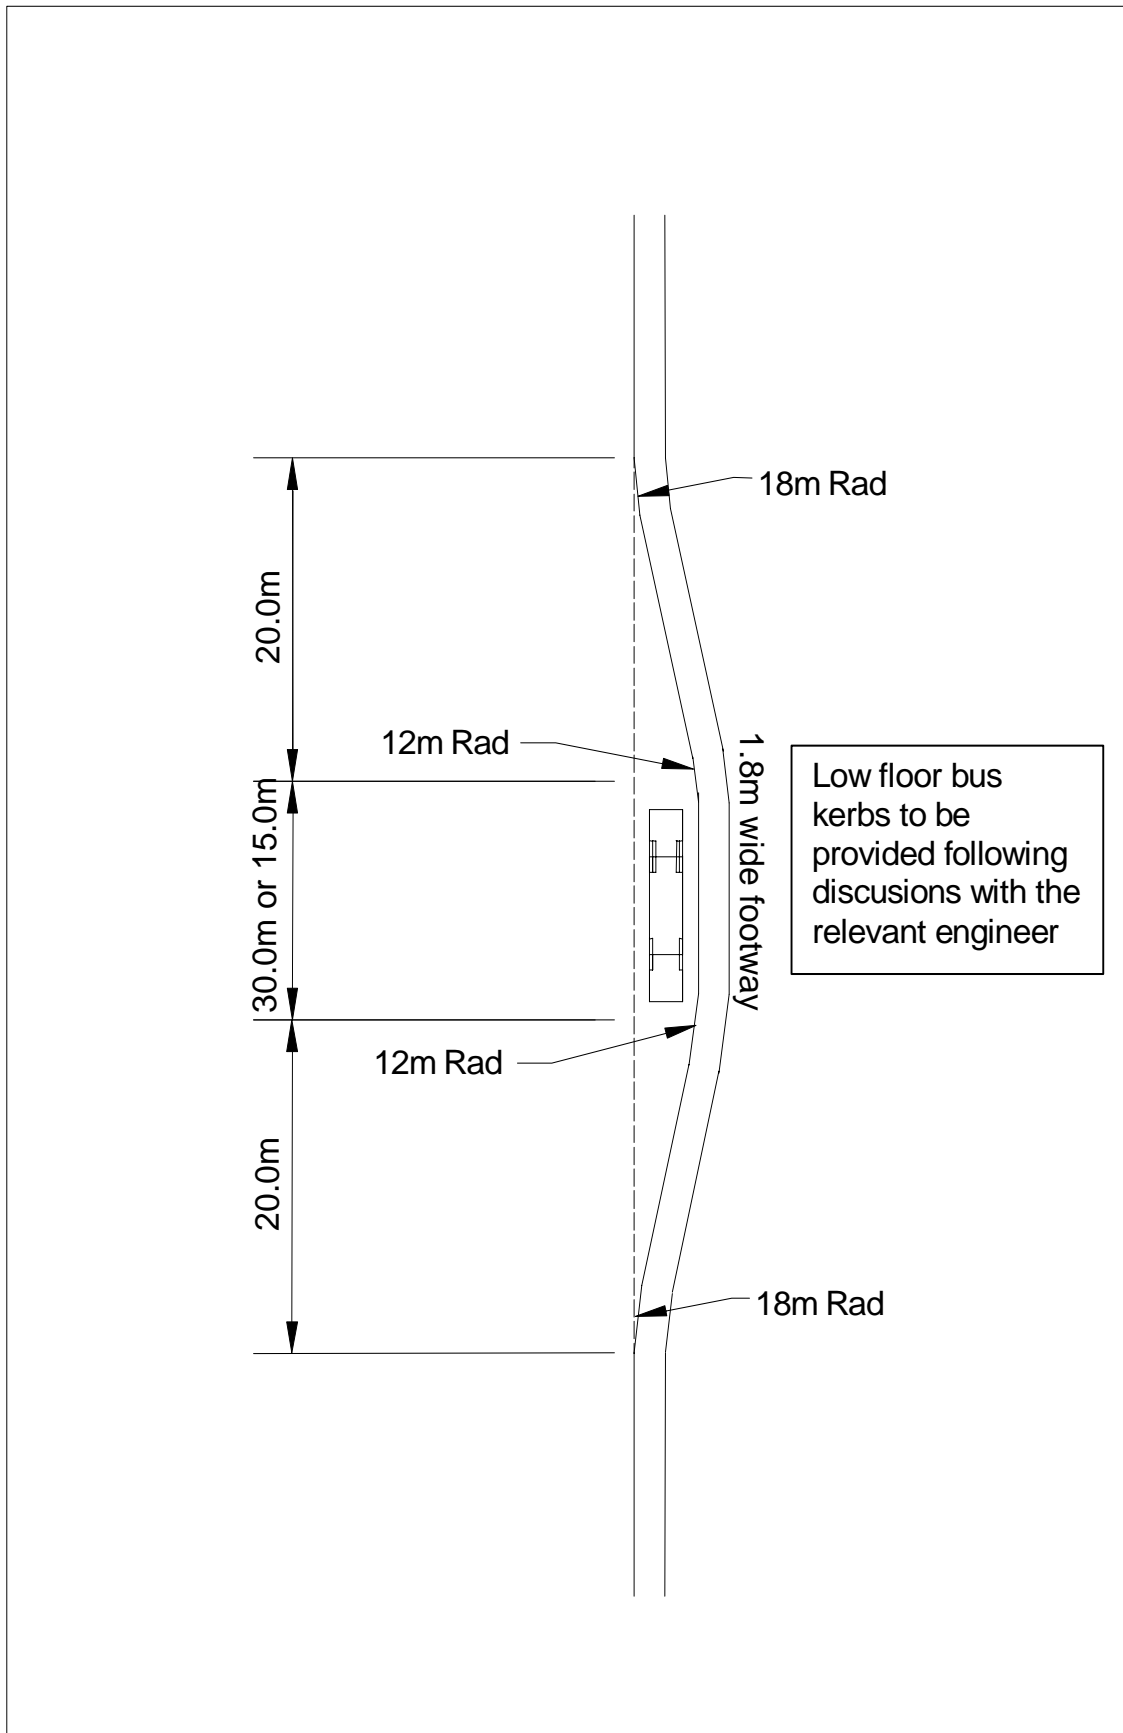 18m Rad
20.0m
12m Rad
30.0m or 15.0m
1.8m wide footway
Low floor bus
kerbs to be
provided following
discusions with the
relevant engineer
12m Rad
20.0m
18m Rad